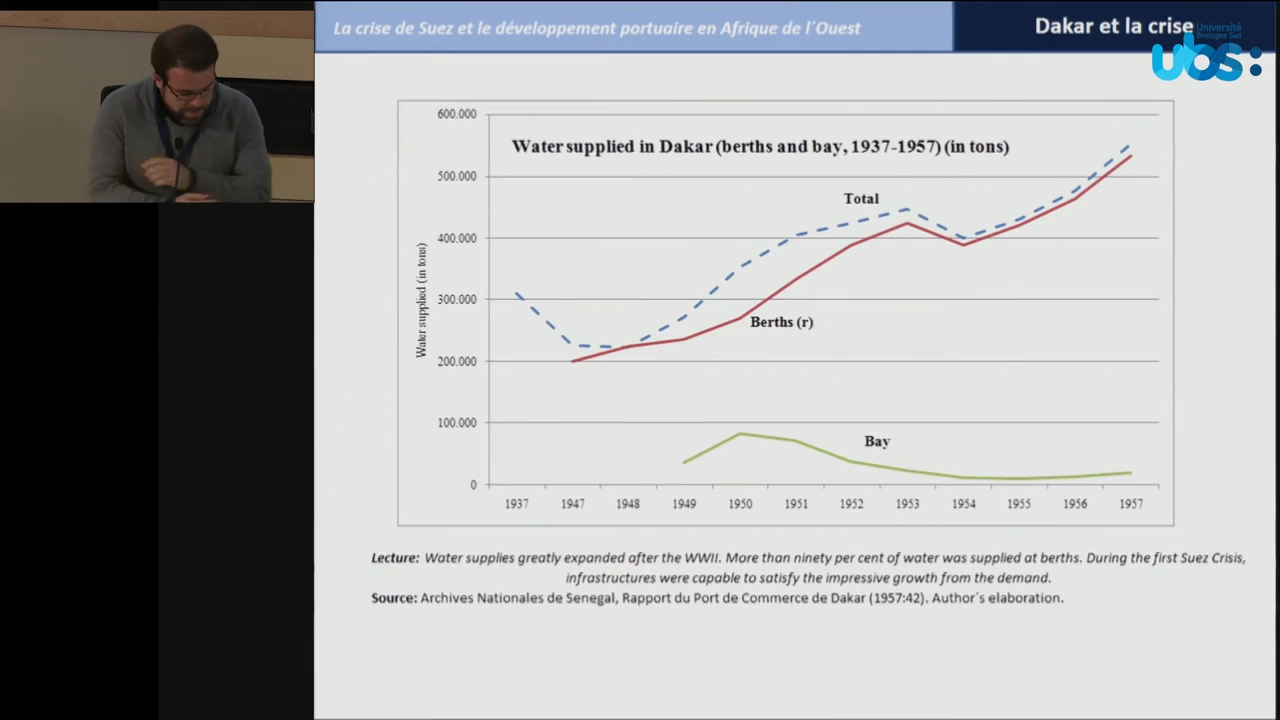 La crise de Suez et le développement portuaire en Afrique de l´Ouest
Dakar et la crise
Université
Bretagne Sud
ubs:
Water supplied in Dakar (berths and bay, 1937-1957) (in tons)
600.000
500.000
400.000
300.000
200.000
100.000
0
Water supplied (in tons)
Total
Berths (r)
Bay
1937 1947 1948 1949 1950 1951 1952 1953 1954 1955 1956 1957
Lecture: Water supplies greatly expanded after the WWII. More than ninety per cent of water was supplied at berths. During the first Suez Crisis,
infrastructures were capable to satisfy the impressive growth from the demand.
Source: Archives Nationales de Senegal, Rapport du Port de Commerce de Dakar (1957:42). Author´s elaboration.